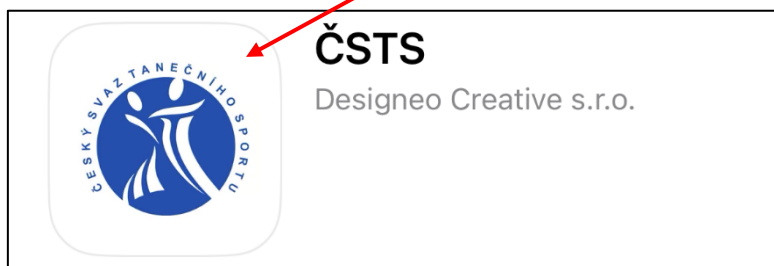 ČESKÝ SVAZ TANEČNÍHO SPORTU
ČSTS
Designeo Creative s.r.o.